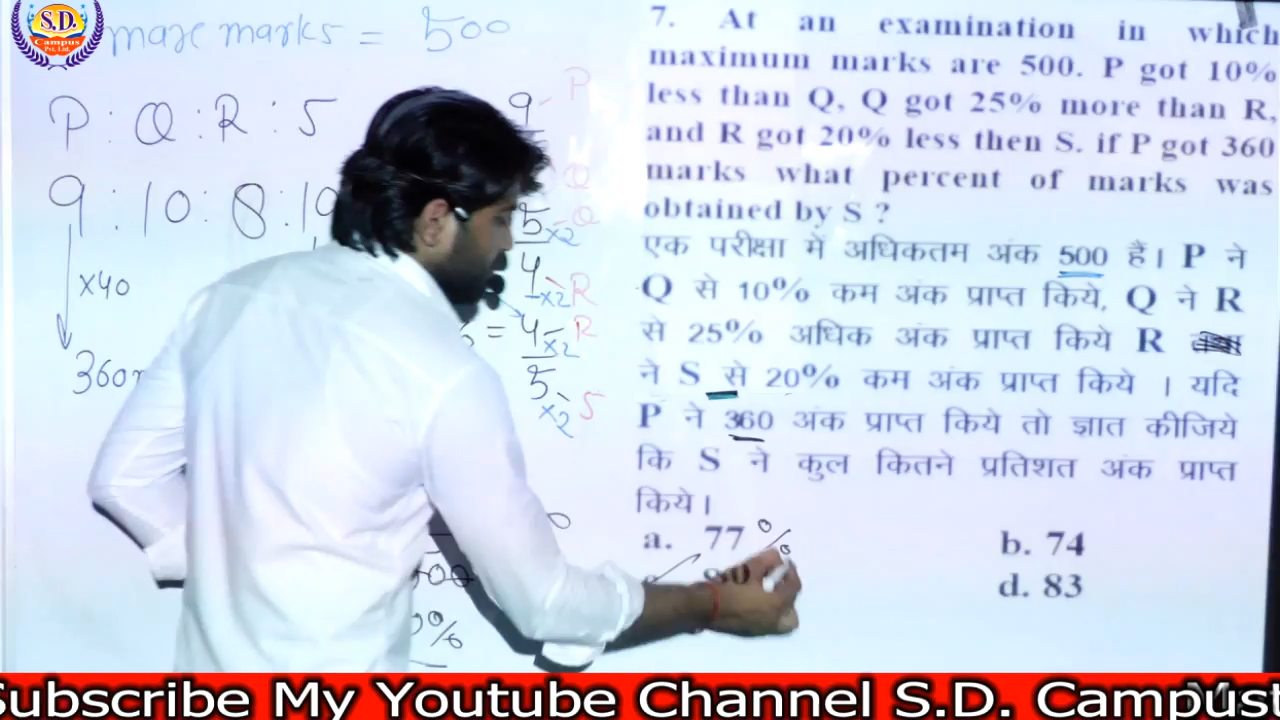 S.D.
Campus
Pvt. Ltd.
max marks = 500
P : Q : R : S
9 : 10 : 8 : 10
×40
360
9 - P
Q
5 - Q
×2
4 - R
×2
= 4 - R
×2
5 - S
×2
0%
7. At an examination in which
maximum marks are 500. P got 10%
less than Q, Q got 25% more than R,
and R got 20% less then S. if P got 360
marks what percent of marks was
obtained by S ?
एक परीक्षा में अधिकतम अंक 500 हैं। P ने
Q से 10% कम अंक प्राप्त किये, Q ने R
से 25% अधिक अंक प्राप्त किये R
ने S से 20% कम अंक प्राप्त किये । यदि
P ने 360 अंक प्राप्त किये तो ज्ञात कीजिये
कि S ने कुल कितने प्रतिशत अंक प्राप्त
किये।
a. 77 % b. 74
80 d. 83
Subscribe My Youtube Channel S.D. Campust